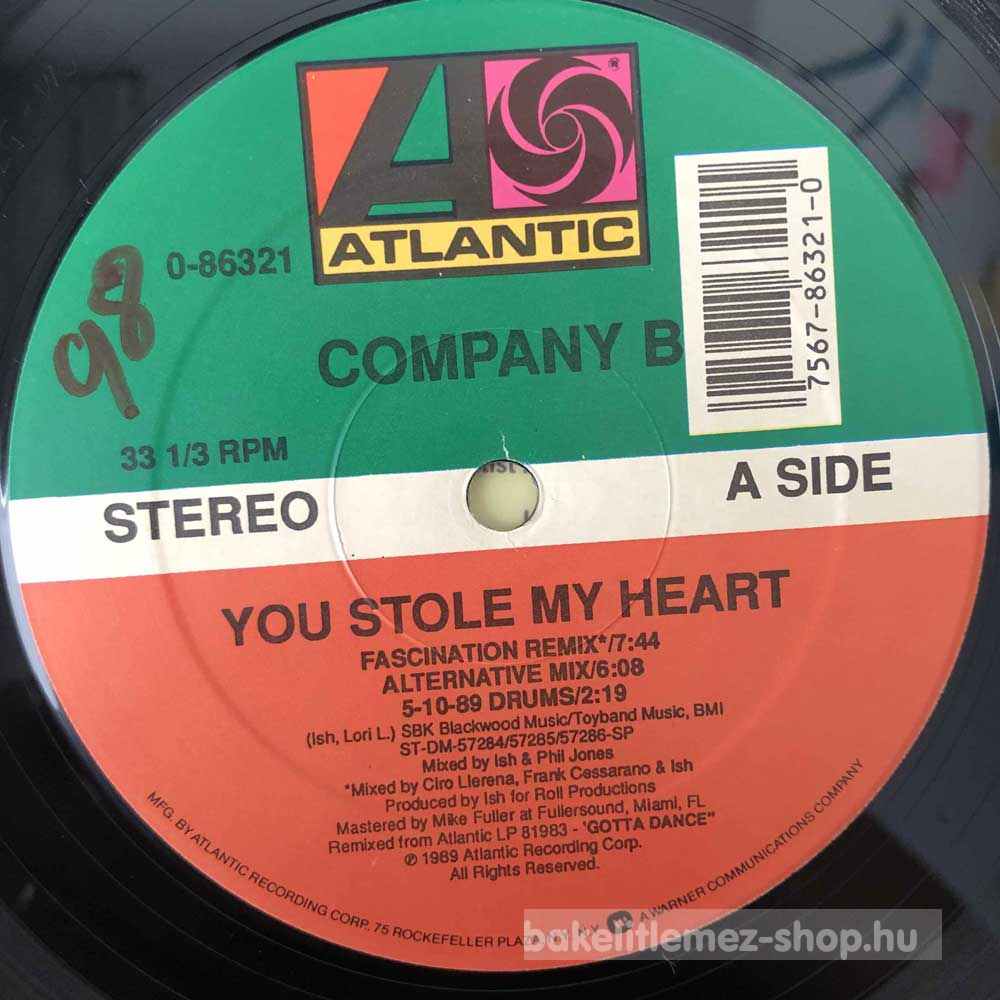 ATLANTIC
®
98
0-86321
7567-86321-0
COMPANY B
33 1/3 RPM
STEREO
A SIDE
YOU STOLE MY HEART
FASCINATION REMIX*/7:44
ALTERNATIVE MIX/6:08
5-10-89 DRUMS/2:19
(Ish, Lori L.) SBK Blackwood Music/Toyband Music, BMI
ST-DM-57284/57285/57286-SP
Mixed by Ish & Phil Jones
*Mixed by Ciro Llerena, Frank Cessarano & Ish
Produced by Ish for Roll Productions
Mastered by Mike Fuller at Fullersound, Miami, FL
Remixed from Atlantic LP 81983 - 'GOTTA DANCE"
℗ 1989 Atlantic Recording Corp.
All Rights Reserved.
MFG. BY ATLANTIC RECORDING CORP. 75 ROCKEFELLER PLAZA, N.Y. N.Y. A WARNER COMMUNICATIONS COMPANY
bakelitlemez-shop.hu